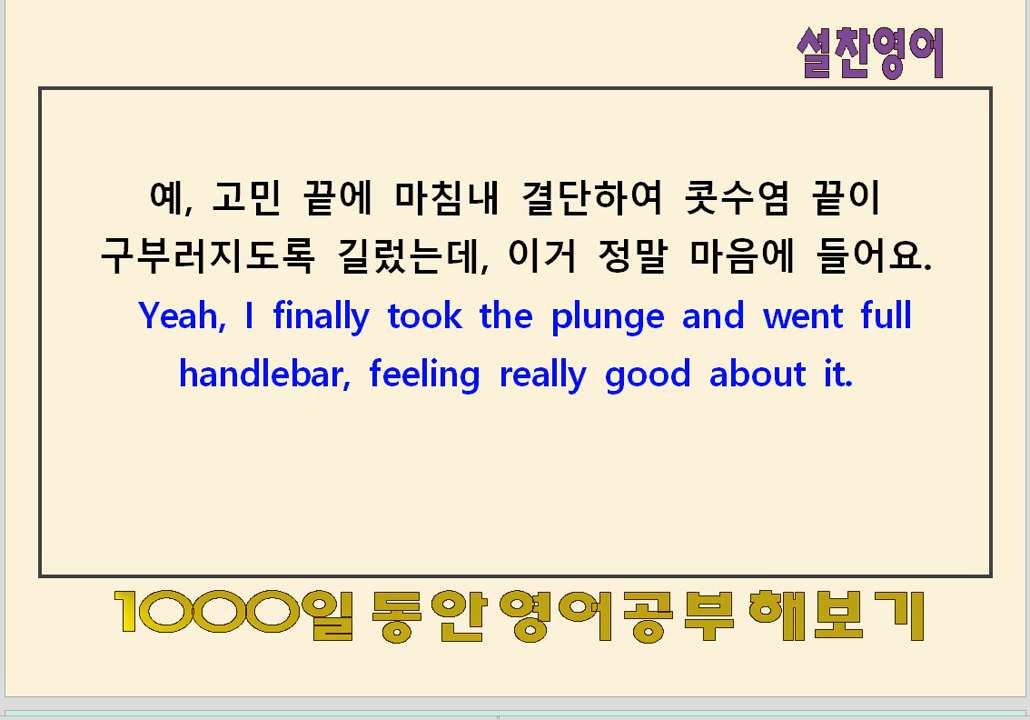 설찬영어
예, 고민 끝에 마침내 결단하여 콧수염 끝이
구부러지도록 길렀는데, 이거 정말 마음에 들어요.
Yeah, I finally took the plunge and went full
handlebar, feeling really good about it.
1000일 동안 영어공부 해보기